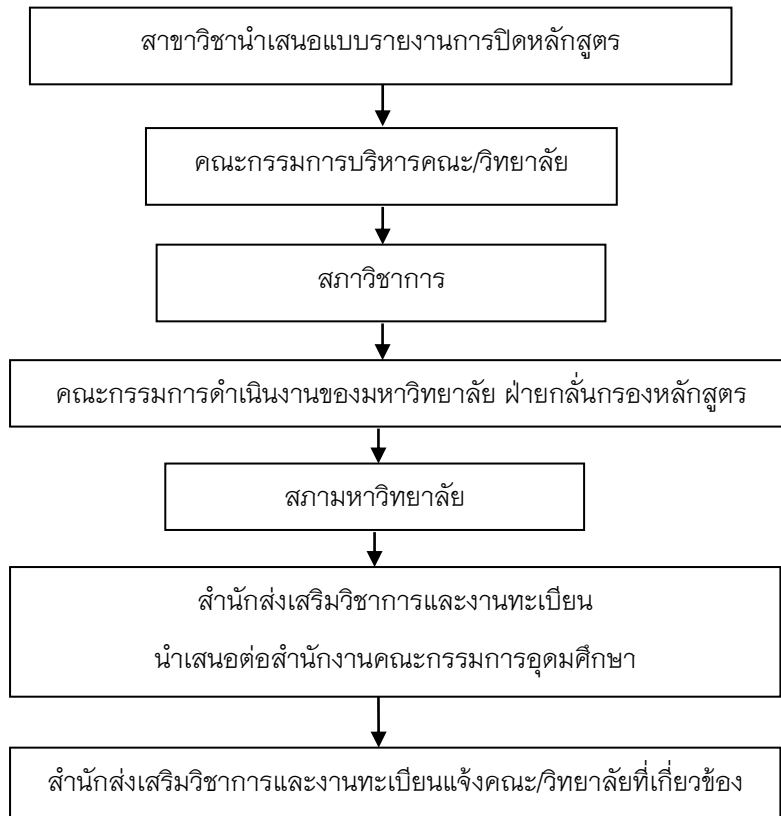 สาขาวิชานำเสนอแบบรายงานการปิดหลักสูตร
คณะกรรมการบริหารคณะ/วิทยาลัย
สภาวิชาการ
คณะกรรมการดำเนินงานของมหาวิทยาลัย ฝ่ายกลั่นกรองหลักสูตร
สภามหาวิทยาลัย
สำนักส่งเสริมวิชาการและงานทะเบียน
นำเสนอต่อสำนักงานคณะกรรมการอุดมศึกษา
สำนักส่งเสริมวิชาการและงานทะเบียนแจ้งคณะ/วิทยาลัยที่เกี่ยวข้อง